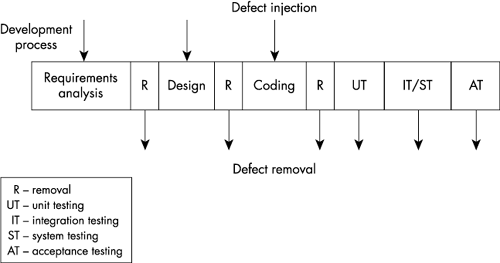 Defect injection
Development
process
Requirements
analysis
R
Design
R
Coding
R
UT
IT/ST
AT
Defect removal
R – removal
UT – unit testing
IT – integration testing
ST – system testing
AT – acceptance testing